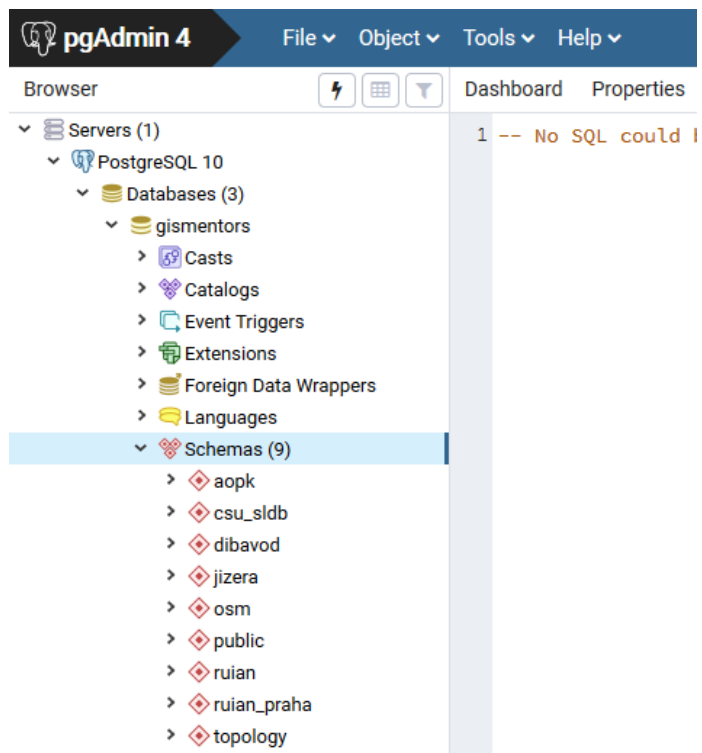 pgAdmin 4 File Object Tools Help
Browser Dashboard Properties
Servers (1)
1 -- No SQL could
PostgreSQL 10
Databases (3)
gismentors
Casts
Catalogs
Event Triggers
Extensions
Foreign Data Wrappers
Languages
Schemas (9)
aopk
csu_sldb
dibavod
jizera
osm
public
ruian
ruian_praha
topology